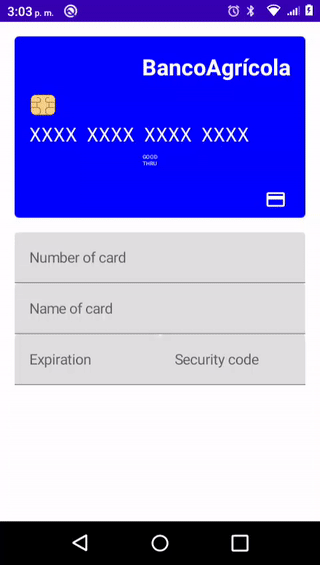 3:03 p. m.
BancoAgrícola
XXXX XXXX XXXX XXXX
GOOD
THRU
Number of card
Name of card
Expiration Security code